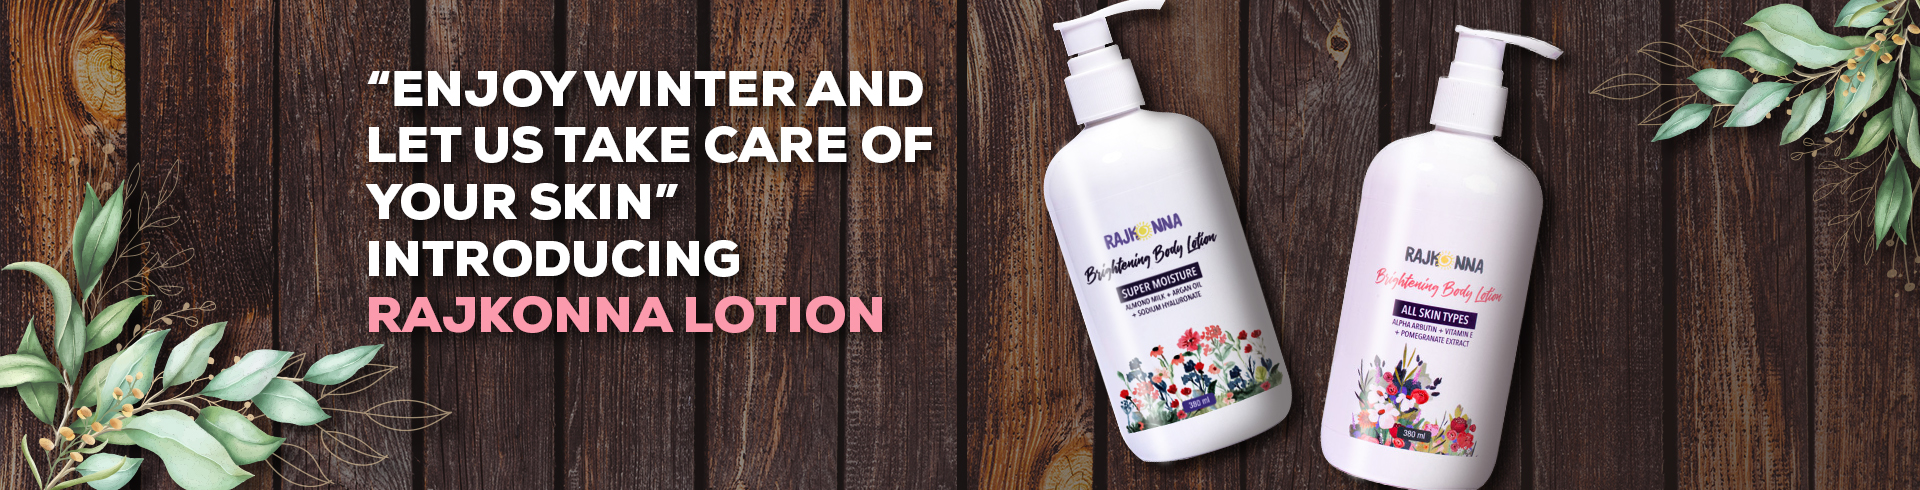 “ENJOY WINTER AND
LET US TAKE CARE OF
YOUR SKIN”
INTRODUCING
RAJKONNA LOTION
RAJKONNA
Brightening Body Lotion
SUPER MOISTURE
ALMOND MILK + ARGAN OIL
+ SODIUM HYALURONATE
380 ml
RAJKONNA
Brightening Body Lotion
ALL SKIN TYPES
ALPHA ARBUTIN + VITAMIN E
+ POMEGRANATE EXTRACT
380 ml